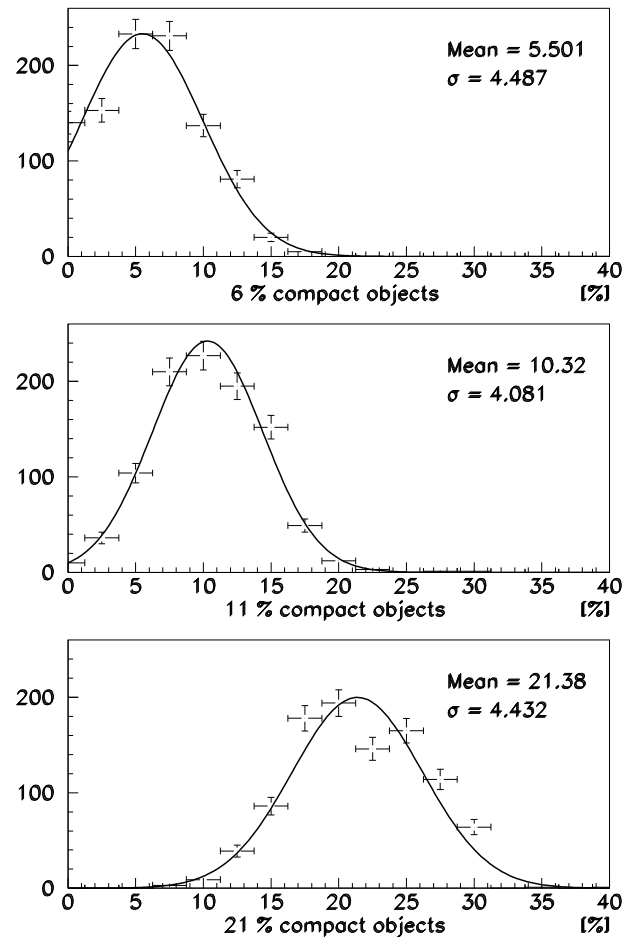 200
Mean = 5.501
σ = 4.487
100
0
0 5 10 15 20 25 30 35 40
6 % compact objects [%]
200
Mean = 10.32
σ = 4.081
100
0
0 5 10 15 20 25 30 35 40
11 % compact objects [%]
Mean = 21.38
200
σ = 4.432
100
0
0 5 10 15 20 25 30 35 40
21 % compact objects [%]